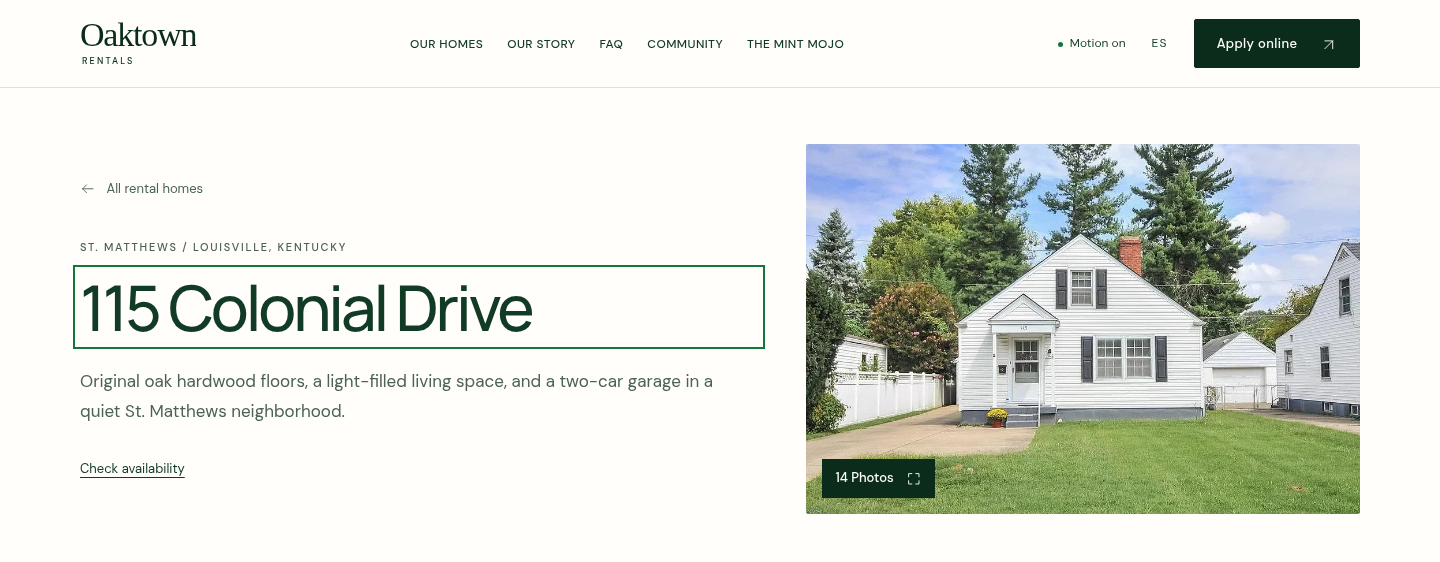 Oaktown
RENTALS
OUR HOMES
OUR STORY
FAQ
COMMUNITY
THE MINT MOJO
Motion on
ES
Apply online
All rental homes
ST. MATTHEWS / LOUISVILLE, KENTUCKY
115 Colonial Drive
Original oak hardwood floors, a light-filled living space, and a two-car garage in a
quiet St. Matthews neighborhood.
Check availability
115
14 Photos